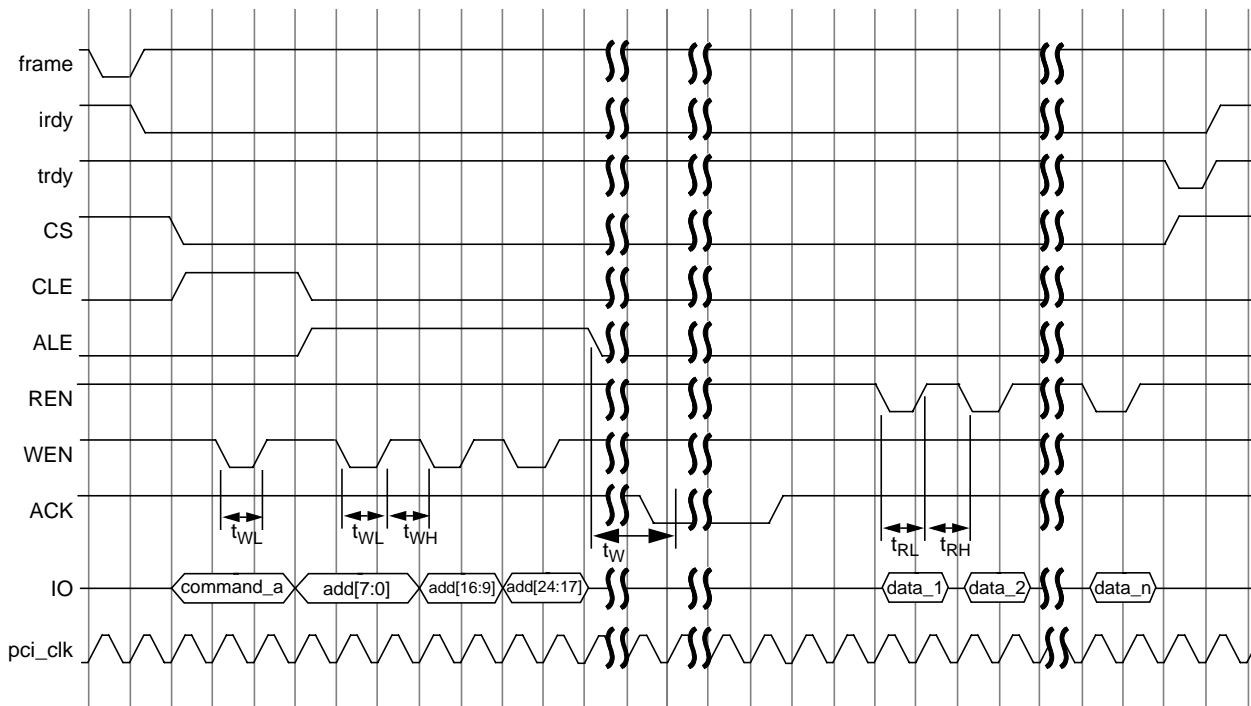 frame
irdy
trdy
CS
CLE
ALE
REN
WEN
ACK
tWL
tWL
tWH
tW
tRL
tRH
IO
command_a
add[7:0]
add[16:9]
add[24:17]
data_1
data_2
data_n
pci_clk